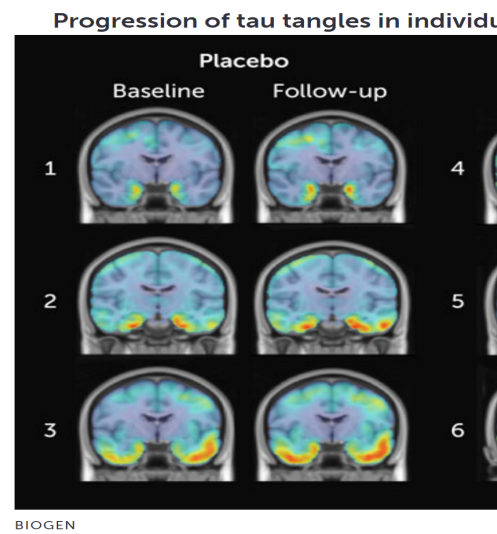 Progression of tau tangles in individu
Placebo
Baseline Follow-up
1
4
2
5
3
6
BIOGEN